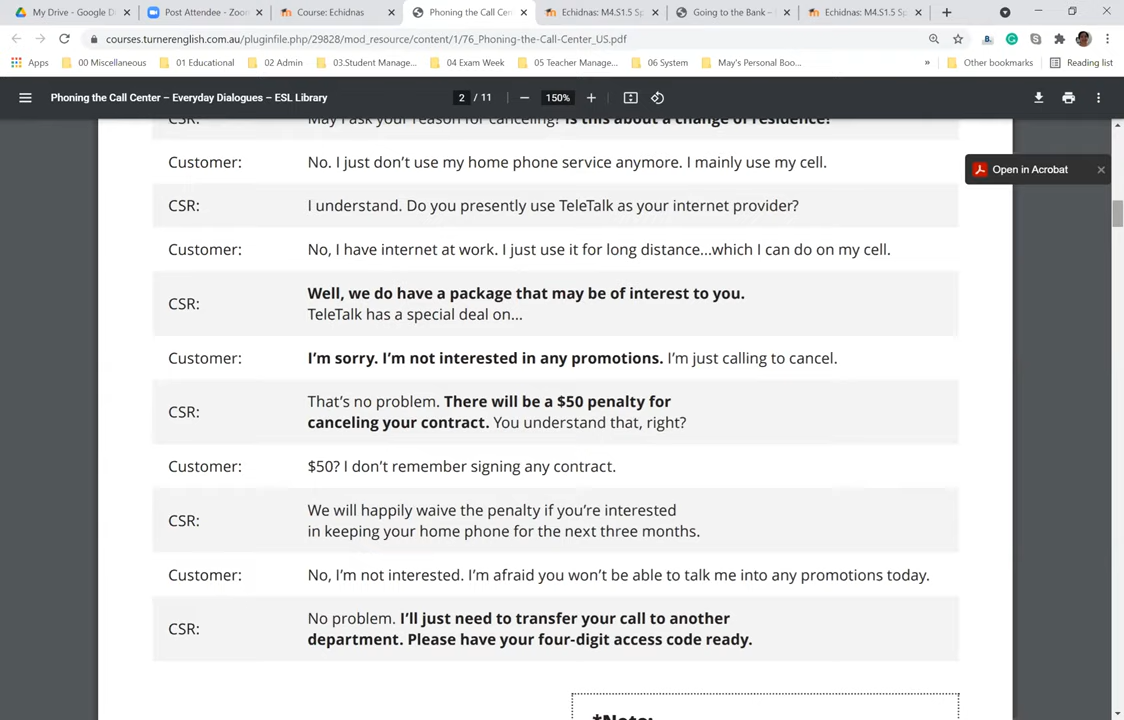 My Drive - Google D
Post Attendee - Zoo
Course: Echidnas
Phoning the Call Cen
Echidnas: M4.S1.5 Sp
Going to the Bank – 
Echidnas: M4.S1.5 Sp
courses.turnerenglish.com.au/pluginfile.php/29828/mod_resource/content/1/76_Phoning-the-Call-Center_US.pdf
Apps
00 Miscellaneous
01 Educational
02 Admin
03.Student Manage...
04 Exam Week
05 Teacher Manage...
06 System
May's Personal Boo...
»
Other bookmarks
Reading list
Phoning the Call Center – Everyday Dialogues – ESL Library
2 / 11
150%
CSR: May I ask your reason for canceling? Is this about a change of residence?
Open in Acrobat
Customer: No. I just don't use my home phone service anymore. I mainly use my cell.
CSR: I understand. Do you presently use TeleTalk as your internet provider?
Customer: No, I have internet at work. I just use it for long distance...which I can do on my cell.
CSR: Well, we do have a package that may be of interest to you.
TeleTalk has a special deal on...
Customer: I'm sorry. I'm not interested in any promotions. I'm just calling to cancel.
CSR: That's no problem. There will be a $50 penalty for
canceling your contract. You understand that, right?
Customer: $50? I don't remember signing any contract.
CSR: We will happily waive the penalty if you're interested
in keeping your home phone for the next three months.
Customer: No, I'm not interested. I'm afraid you won't be able to talk me into any promotions today.
CSR: No problem. I'll just need to transfer your call to another
department. Please have your four-digit access code ready.
*Note: